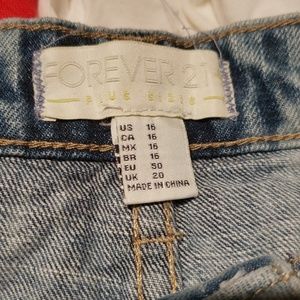 FOREVER 21
PLUS SIZES
US 16
CA 16
MX 16
BR 16
EU 50
UK 20
MADE IN CHINA